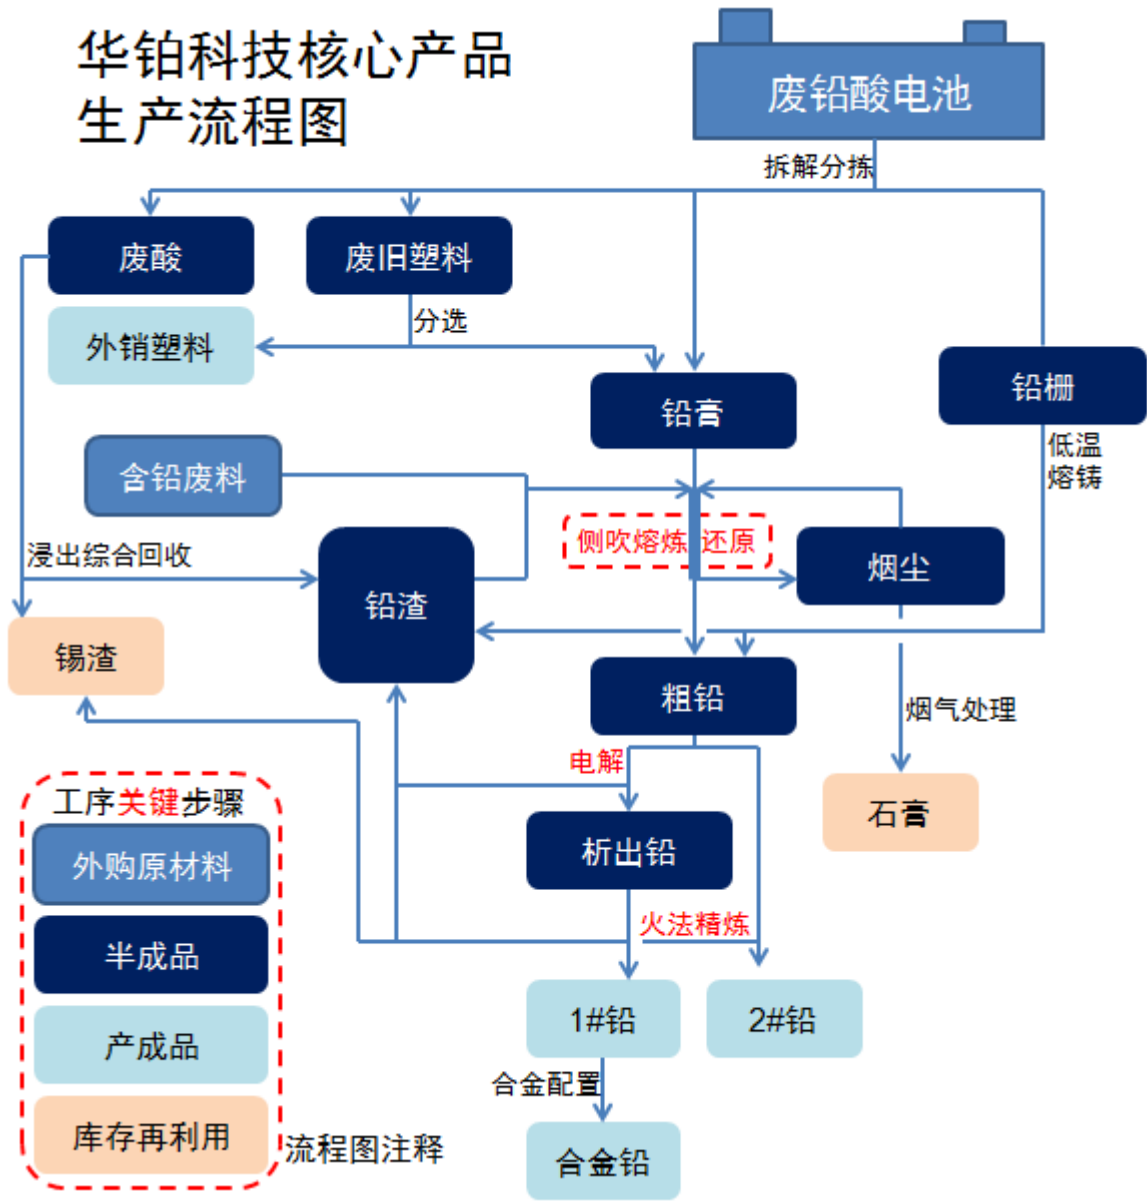 华铂科技核心产品
生产流程图
废铅酸电池
拆解分拣
废酸
废旧塑料
分选
外销塑料
铅膏
铅栅
低温
熔铸
含铅废料
侧吹熔炼 还原
浸出综合回收
铅渣
烟尘
锡渣
粗铅
烟气处理
电解
石膏
析出铅
火法精炼
1#铅
2#铅
合金配置
合金铅
工序关键步骤
外购原材料
半成品
产成品
库存再利用
流程图注释